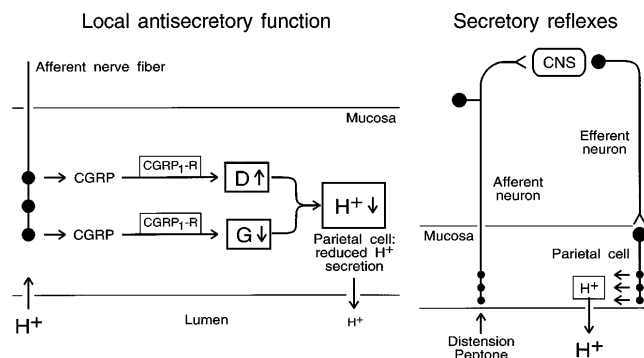 Local antisecretory function
Afferent nerve fiber
Mucosa
CGRP
CGRP1-R
D↑
CGRP
CGRP1-R
G↓
H+↓
Parietal cell:
reduced H+
secretion
H+
Lumen
H+
Secretory reflexes
CNS
Efferent
neuron
Afferent
neuron
Mucosa
Parietal cell
H+
Distension
Peptone
H+